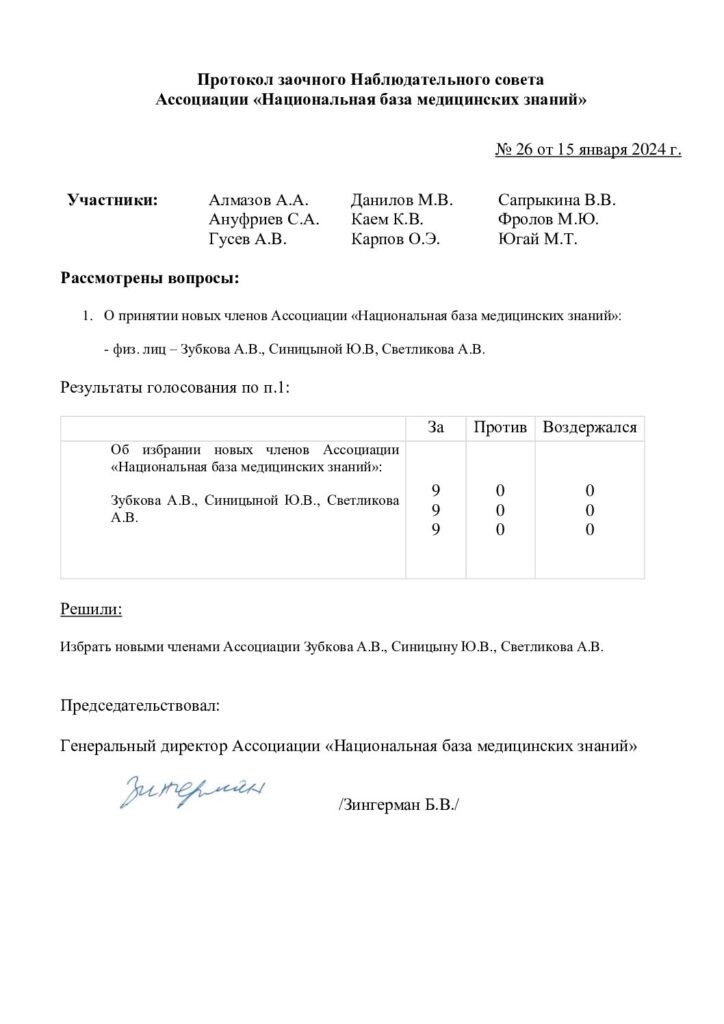 Протокол заочного Наблюдательного совета
Ассоциации «Национальная база медицинских знаний»
№ 26 от 15 января 2024 г.
Участники: Алмазов А.А. Данилов М.В. Сапрыкина В.В.
Ануфриев С.А. Каем К.В. Фролов М.Ю.
Гусев А.В. Карпов О.Э. Югай М.Т.
Рассмотрены вопросы:
1. О принятии новых членов Ассоциации «Национальная база медицинских знаний»:
- физ. лиц – Зубкова А.В., Синицыной Ю.В, Светликова А.В.
Результаты голосования по п.1:
За Против Воздержался
Об избрании новых членов Ассоциации
«Национальная база медицинских знаний»:
Зубкова А.В., Синицыной Ю.В., Светликова
А.В.
9 0 0
9 0 0
9 0 0
Решили:
Избрать новыми членами Ассоциации Зубкова А.В., Синицыну Ю.В., Светликова А.В.
Председательствовал:
Генеральный директор Ассоциации «Национальная база медицинских знаний»
Зингерман
/Зингерман Б.В./